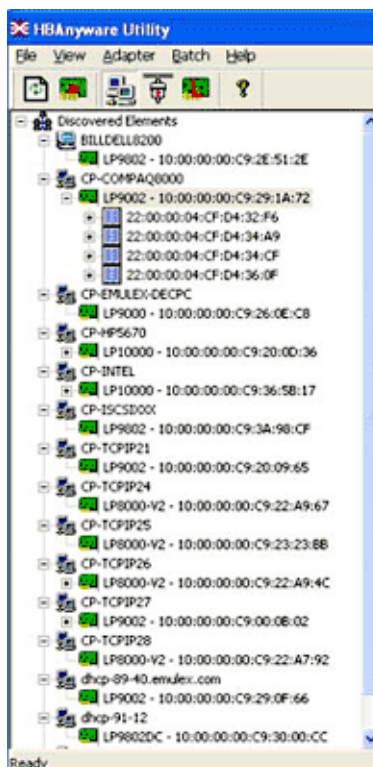 HBAnyware Utility
File View Adapter Batch Help
Discovered Elements
BILLDELL8200
LP9802 - 10:00:00:00:C9:2E:51:2E
CP-COMPAQ8000
LP9002 - 10:00:00:00:C9:29:1A:72
22:00:00:04:CF:D4:32:F6
22:00:00:04:CF:D4:34:A9
22:00:00:04:CF:D4:34:CF
22:00:00:04:CF:D4:36:0F
CP-EMULEX-DECPC
LP9000 - 10:00:00:00:C9:26:0E:C8
CP-HP5670
LP10000 - 10:00:00:00:C9:20:0D:36
CP-INTEL
LP10000 - 10:00:00:00:C9:36:5B:17
CP-ISCSIXXX
LP9802 - 10:00:00:00:C9:3A:98:CF
CP-TCPIP21
LP9002 - 10:00:00:00:C9:20:09:65
CP-TCPIP24
LP8000-V2 - 10:00:00:00:C9:22:A9:67
CP-TCPIP25
LP8000-V2 - 10:00:00:00:C9:23:23:BB
CP-TCPIP26
LP8000-V2 - 10:00:00:00:C9:22:A9:4C
CP-TCPIP27
LP9002 - 10:00:00:00:C9:00:0B:02
CP-TCPIP28
LP8000-V2 - 10:00:00:00:C9:22:A7:92
dhcp-89-40.emulex.com
LP9002 - 10:00:00:00:C9:29:0F:66
dhcp-91-12
LP9802DC - 10:00:00:00:C9:30:00:CC
Ready